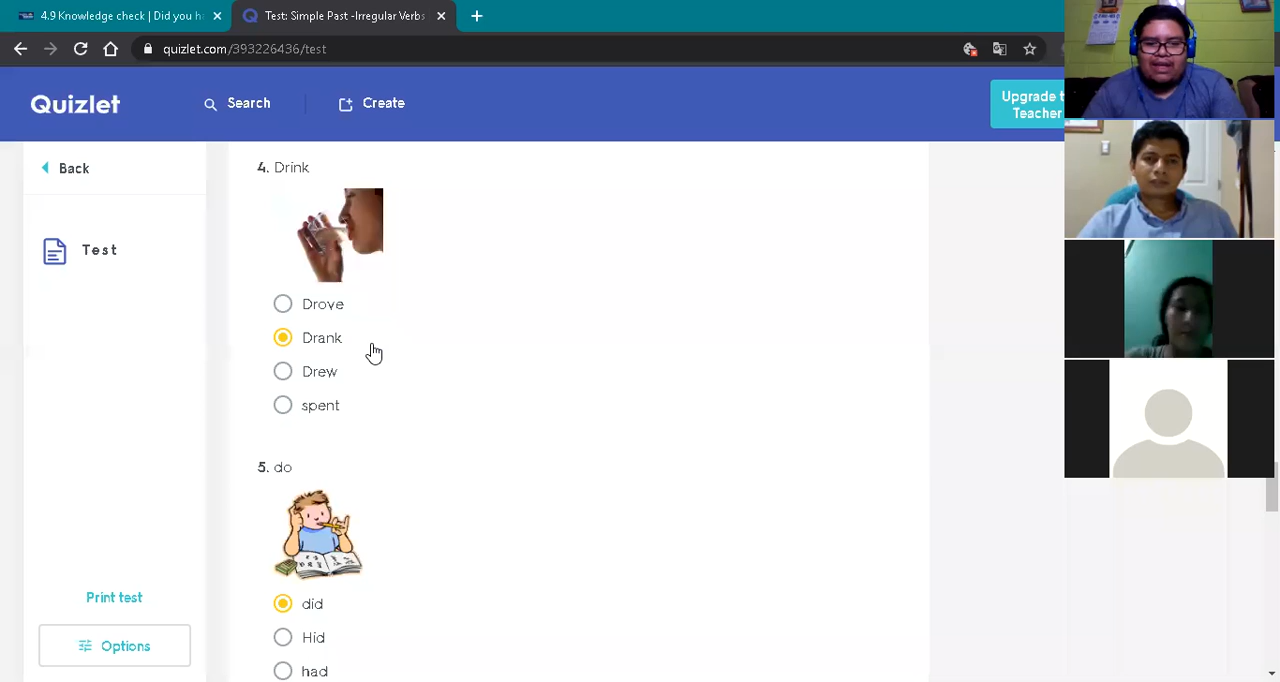 4.9 Knowledge check | Did you h
Test: Simple Past -Irregular Verbs
quizlet.com/393226436/test
Quizlet
Search
Create
Upgrade t
Teacher
Back
Test
Print test
Options
4. Drink
Drove
Drank
Drew
spent
5. do
did
Hid
had